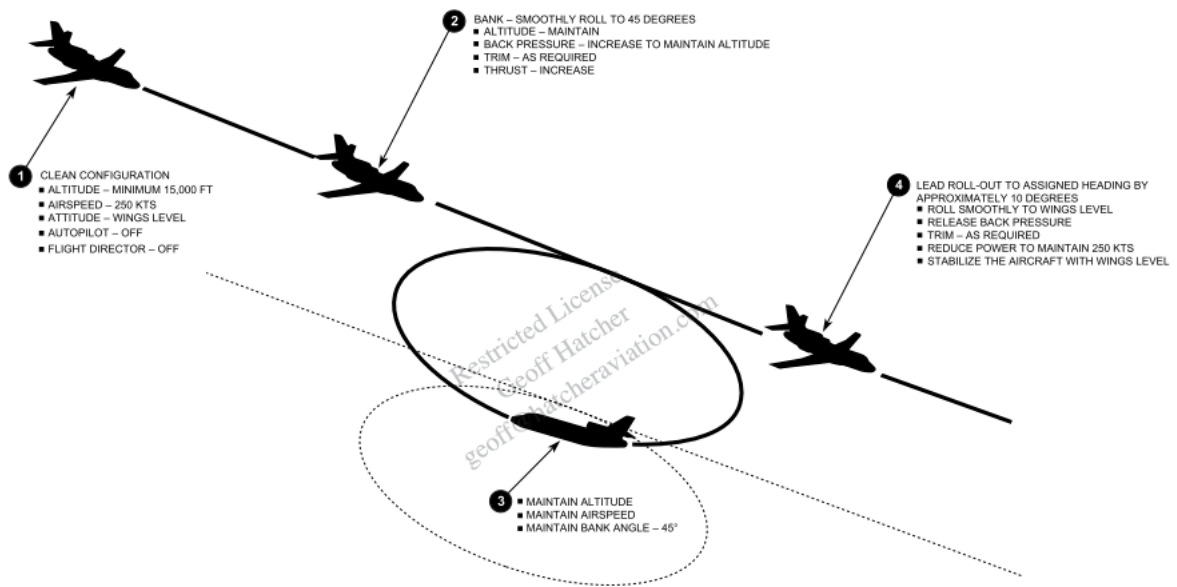 1
CLEAN CONFIGURATION
■ ALTITUDE – MINIMUM 15,000 FT
■ AIRSPEED – 250 KTS
■ ATTITUDE – WINGS LEVEL
■ AUTOPILOT – OFF
■ FLIGHT DIRECTOR – OFF
2
BANK – SMOOTHLY ROLL TO 45 DEGREES
■ ALTITUDE – MAINTAIN
■ BACK PRESSURE – INCREASE TO MAINTAIN ALTITUDE
■ TRIM – AS REQUIRED
■ THRUST – INCREASE
3
■ MAINTAIN ALTITUDE
■ MAINTAIN AIRSPEED
■ MAINTAIN BANK ANGLE – 45°
4
LEAD ROLL-OUT TO ASSIGNED HEADING BY
APPROXIMATELY 10 DEGREES
■ ROLL SMOOTHLY TO WINGS LEVEL
■ RELEASE BACK PRESSURE
■ TRIM – AS REQUIRED
■ REDUCE POWER TO MAINTAIN 250 KTS
■ STABILIZE THE AIRCRAFT WITH WINGS LEVEL
Restricted License
Geoff Hatcher